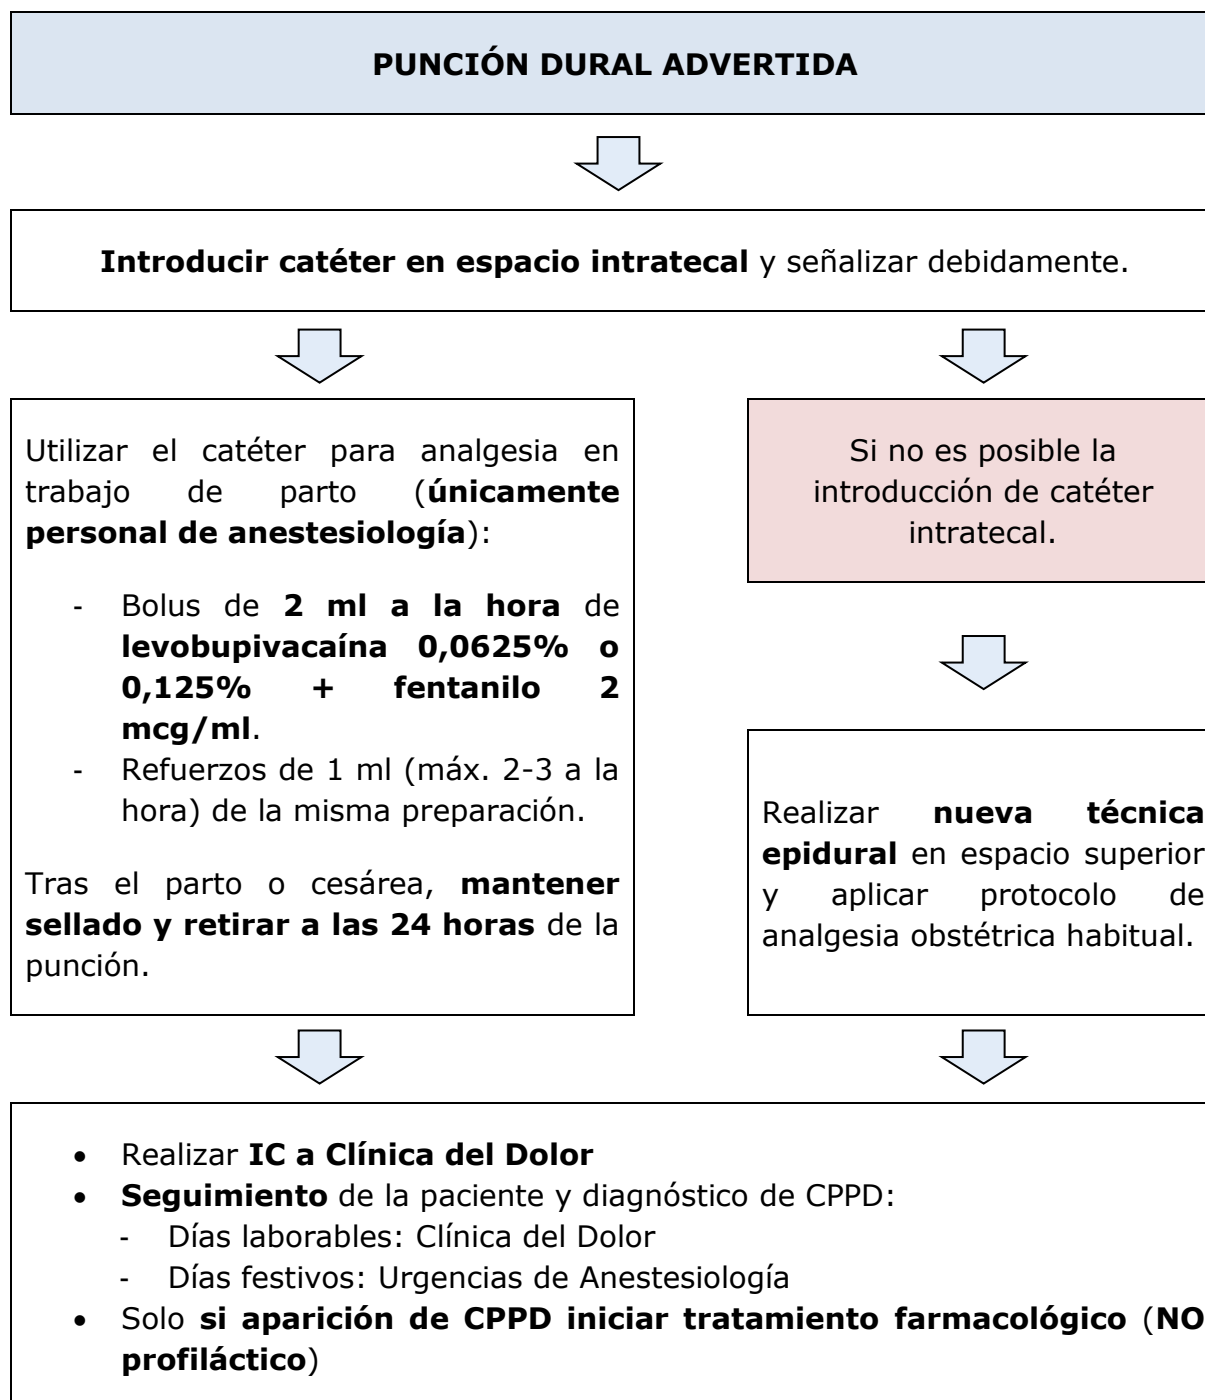 PUNCIÓN DURAL ADVERTIDA
Introducir catéter en espacio intratecal y señalizar debidamente.
Utilizar el catéter para analgesia en
trabajo de parto (únicamente
personal de anestesiología):
- Bolus de 2 ml a la hora de
levobupivacaína 0,0625% o
0,125% + fentanilo 2
mcg/ml.
- Refuerzos de 1 ml (máx. 2-3 a la
hora) de la misma preparación.
Tras el parto o cesárea, mantener
sellado y retirar a las 24 horas de la
punción.
Si no es posible la
introducción de catéter
intratecal.
Realizar nueva técnica
epidural en espacio superior
y aplicar protocolo de
analgesia obstétrica habitual.
• Realizar IC a Clínica del Dolor
• Seguimiento de la paciente y diagnóstico de CPPD:
- Días laborables: Clínica del Dolor
- Días festivos: Urgencias de Anestesiología
• Solo si aparición de CPPD iniciar tratamiento farmacológico (NO
profiláctico)